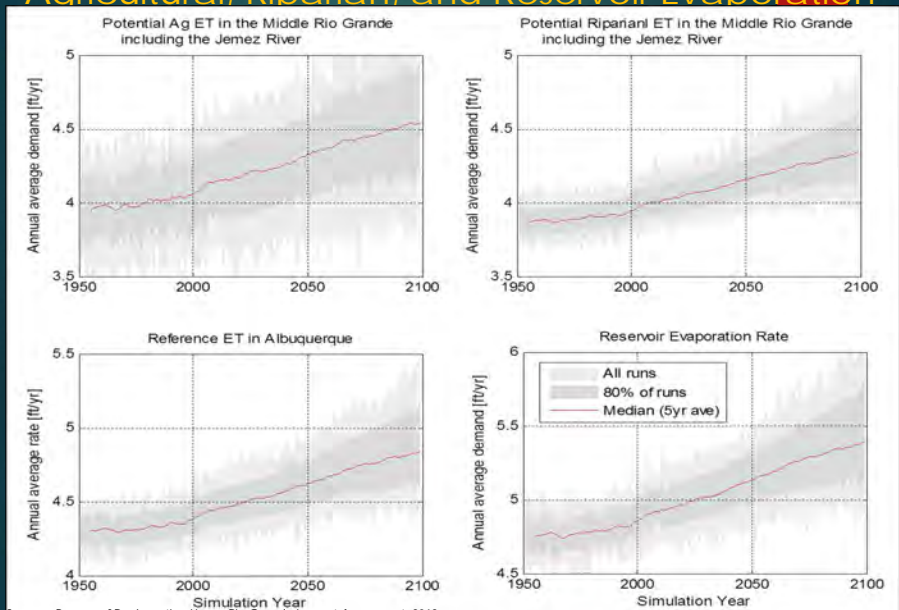 Agricultural, Riparian, and Reservoir Evaporation
Potential Ag ET in the Middle Rio Grande
including the Jemez River
Annual average demand [ft/yr]
5
4.5
4
3.5
1950 2000 2050 2100
Potential Riparianl ET in the Middle Rio Grande
including the Jemez River
Annual average demand [ft/yr]
5
4.5
4
3.5
1950 2000 2050 2100
Reference ET in Albuquerque
Annual average rate [ft/yr]
5.5
5
4.5
4
1950 2000 2050 2100
Simulation Year
Reservoir Evaporation Rate
All runs
80% of runs
Median (5yr ave)
Annual average demand [ft/yr]
6
5.5
5
4.5
1950 2000 2050 2100
Simulation Year